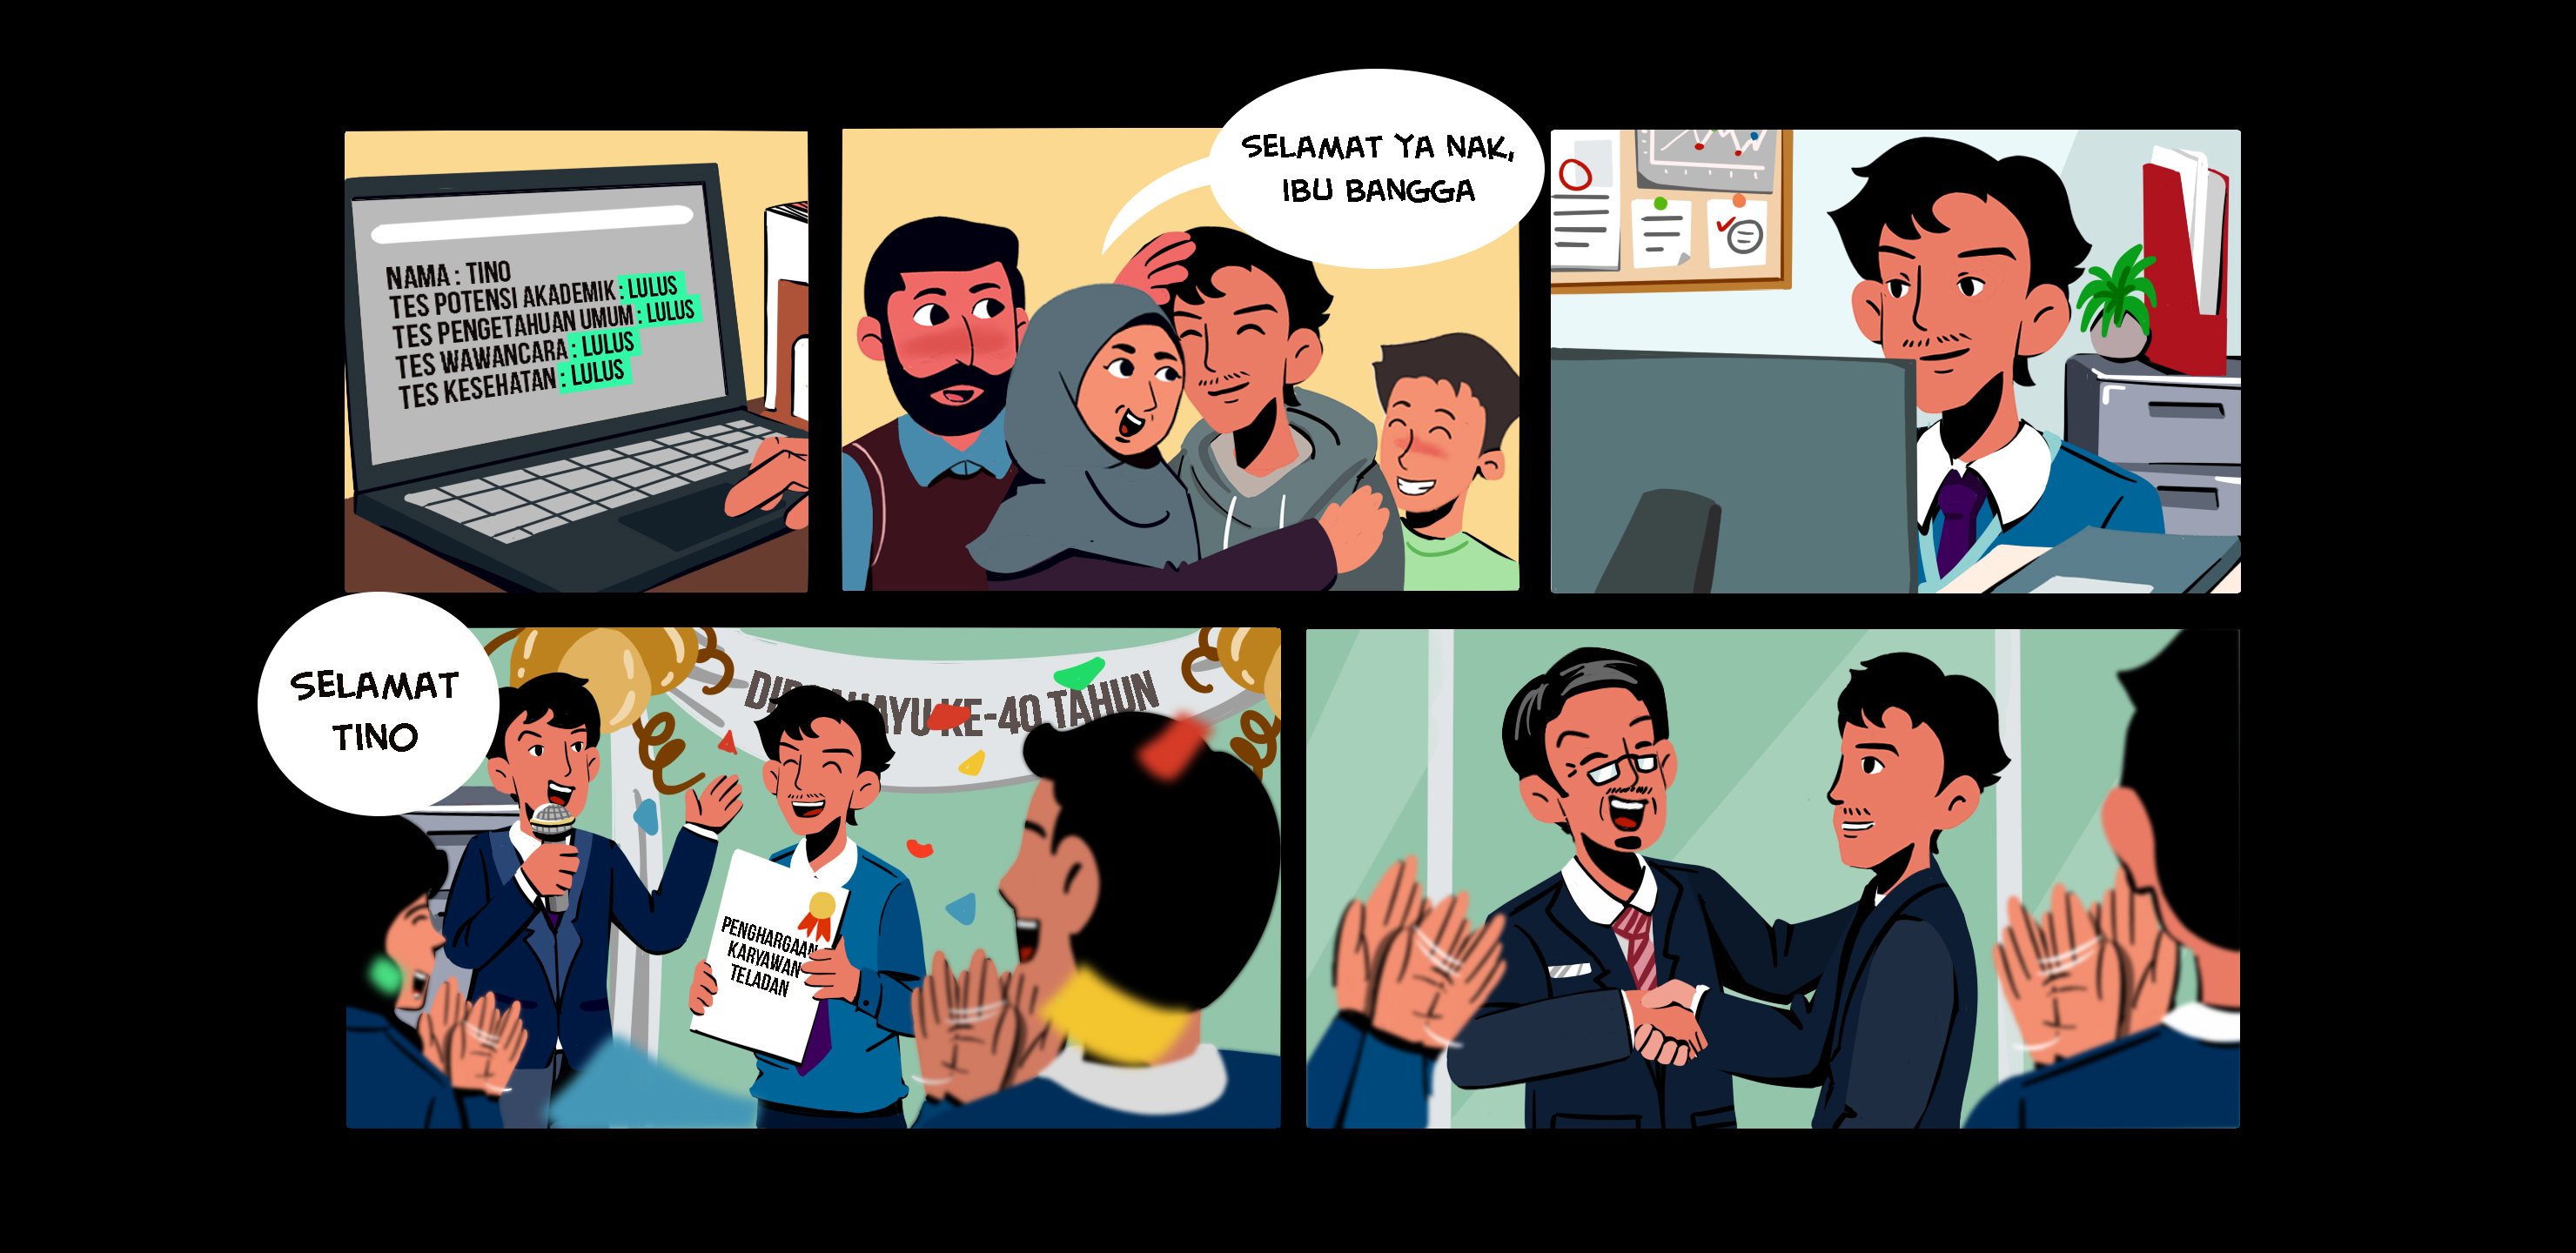 NAMA : TINO
TES POTENSI AKADEMIK : LULUS
TES PENGETAHUAN UMUM : LULUS
TES WAWANCARA : LULUS
TES KESEHATAN : LULUS
SELAMAT YA NAK,
IBU BANGGA
SELAMAT
TINO
KE-40 TAHUN
PENGHARGAAN
KARYAWAN
TELADAN